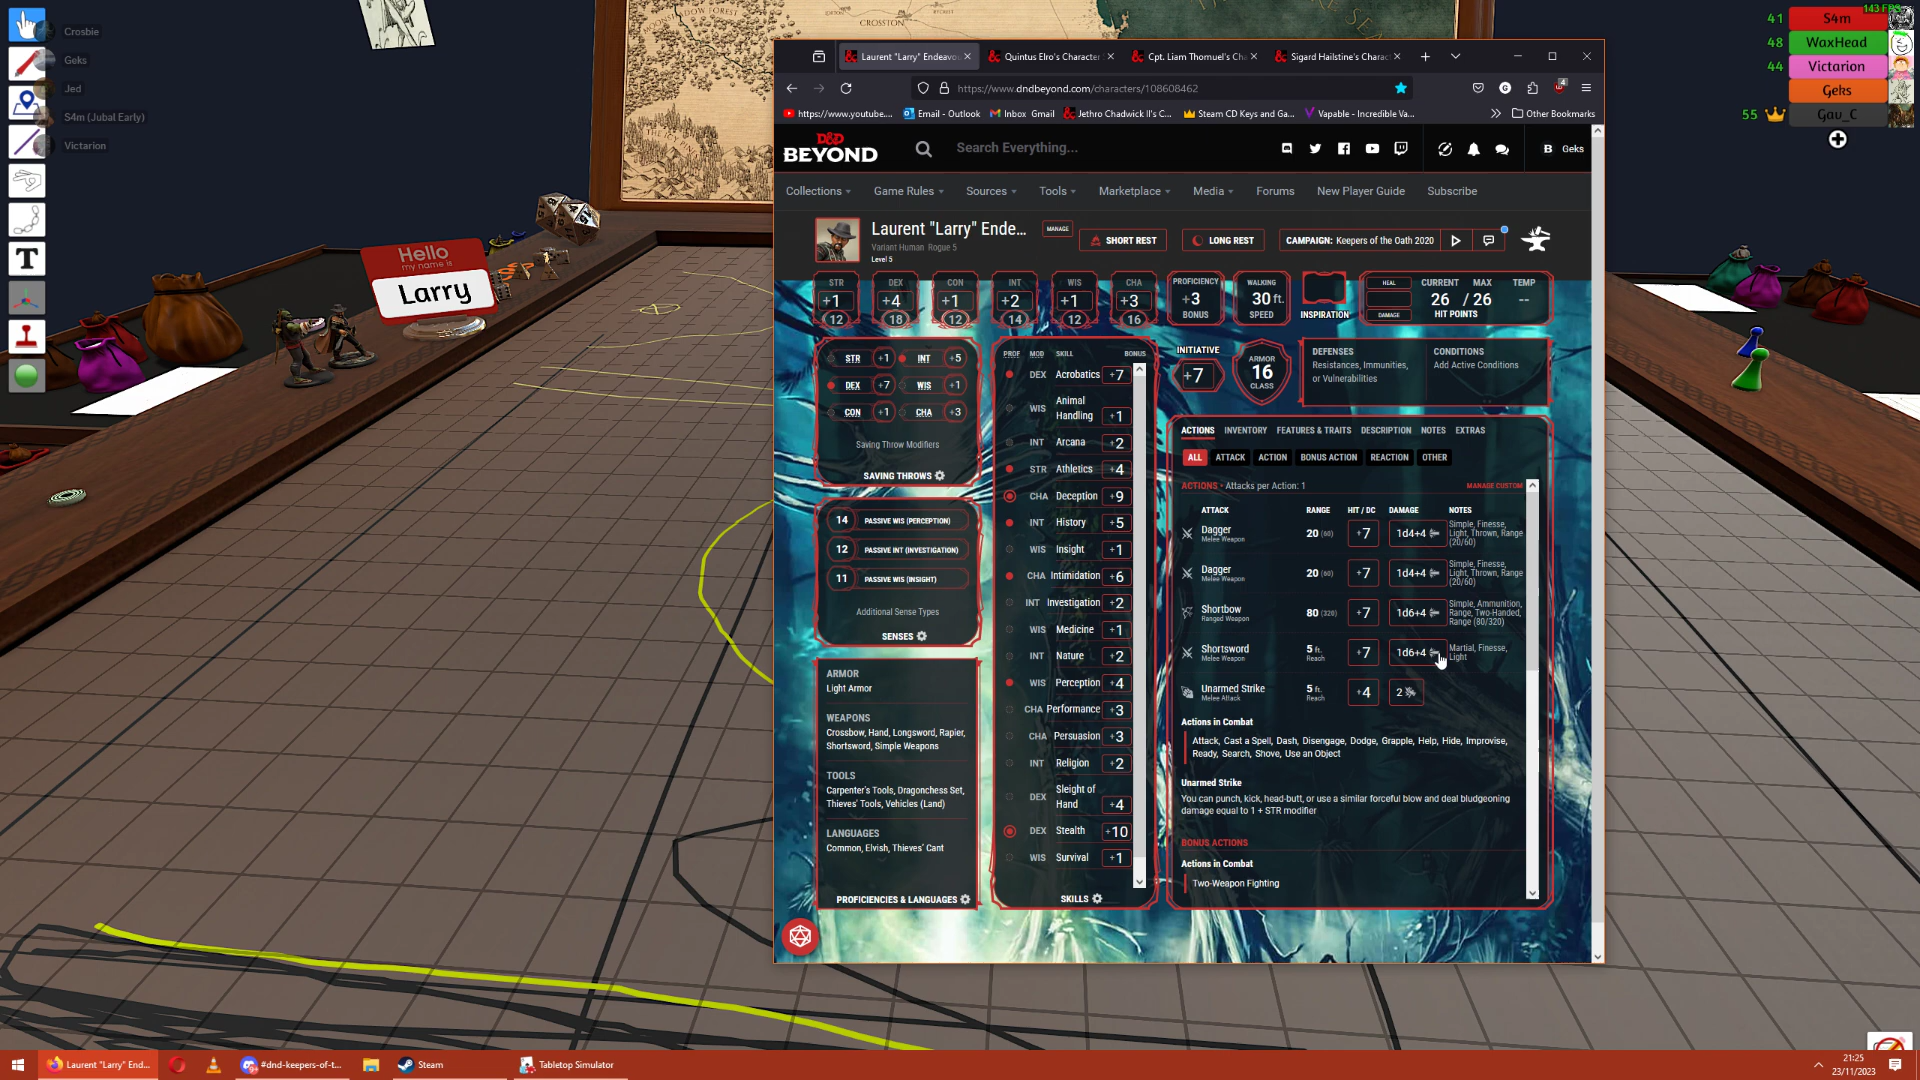 Crosbie
Geks
Jed
S4m (Jubal Early)
Victarion
CROSSTON
143 FPS
41 S4m
48 WaxHead
44 Victarion
Geks
55 Gav_C
Hello
my name is
Larry
Laurent "Larry" Endeavou
Quintus Elro's Character
Cpt. Liam Thomuel's Cha
Sigard Hailstine's Charac
https://www.dndbeyond.com/characters/108608462
https://www.youtube....
Email - Outlook
Inbox Gmail
Jethro Chadwick II's C...
Steam CD Keys and Ga...
Vapable - Incredible Va...
Other Bookmarks
D&D
BEYOND
Search Everything...
Geks
Collections
Game Rules
Sources
Tools
Marketplace
Media
Forums
New Player Guide
Subscribe
Laurent "Larry" Ende...
MANAGE
Variant Human Rogue 5
Level 5
SHORT REST
LONG REST
CAMPAIGN: Keepers of the Oath 2020
STR +1 12
DEX +4 18
CON +1 12
INT +2 14
WIS +1 12
CHA +3 16
PROFICIENCY +3 BONUS
WALKING 30 ft. SPEED
INSPIRATION
HEAL
DAMAGE
CURRENT MAX TEMP
26 / 26 --
HIT POINTS
STR +1 INT +5
DEX +7 WIS +1
CON +1 CHA +3
Saving Throw Modifiers
SAVING THROWS
14 PASSIVE WIS (PERCEPTION)
12 PASSIVE INT (INVESTIGATION)
11 PASSIVE WIS (INSIGHT)
Additional Sense Types
SENSES
ARMOR
Light Armor
WEAPONS
Crossbow, Hand, Longsword, Rapier,
Shortsword, Simple Weapons
TOOLS
Carpenter's Tools, Dragonchess Set,
Thieves' Tools, Vehicles (Land)
LANGUAGES
Common, Elvish, Thieves' Cant
PROFICIENCIES & LANGUAGES
PROF MOD SKILL BONUS
DEX Acrobatics +7
WIS Animal Handling +1
INT Arcana +2
STR Athletics +4
CHA Deception +9
INT History +5
WIS Insight +1
CHA Intimidation +6
INT Investigation +2
WIS Medicine +1
INT Nature +2
WIS Perception +4
CHA Performance +3
CHA Persuasion +3
INT Religion +2
DEX Sleight of Hand +4
DEX Stealth +10
WIS Survival +1
SKILLS
INITIATIVE
+7
ARMOR
16
CLASS
DEFENSES
Resistances, Immunities,
or Vulnerabilities
CONDITIONS
Add Active Conditions
ACTIONS INVENTORY FEATURES & TRAITS DESCRIPTION NOTES EXTRAS
ALL ATTACK ACTION BONUS ACTION REACTION OTHER
ACTIONS • Attacks per Action: 1
MANAGE CUSTOM
ATTACK RANGE HIT / DC DAMAGE NOTES
Dagger 20 (60) +7 1d4+4 Simple, Finesse,
Melee Weapon Light, Thrown, Range
(20/60)
Dagger 20 (60) +7 1d4+4 Simple, Finesse,
Melee Weapon Light, Thrown, Range
(20/60)
Shortbow 80 (320) +7 1d6+4 Simple, Ammunition,
Ranged Weapon Range, Two-Handed,
Range (80/320)
Shortsword 5 ft. +7 1d6+4 Martial, Finesse,
Melee Weapon Reach Light
Unarmed Strike 5 ft. +4 2
Melee Attack Reach
Actions in Combat
Attack, Cast a Spell, Dash, Disengage, Dodge, Grapple, Help, Hide, Improvise,
Ready, Search, Shove, Use an Object
Unarmed Strike
You can punch, kick, head-butt, or use a similar forceful blow and deal bludgeoning
damage equal to 1 + STR modifier
BONUS ACTIONS
Actions in Combat
Two-Weapon Fighting
Laurent "Larry" End...
#dnd-keepers-of-t...
Steam
Tabletop Simulator
21:25
23/11/2023